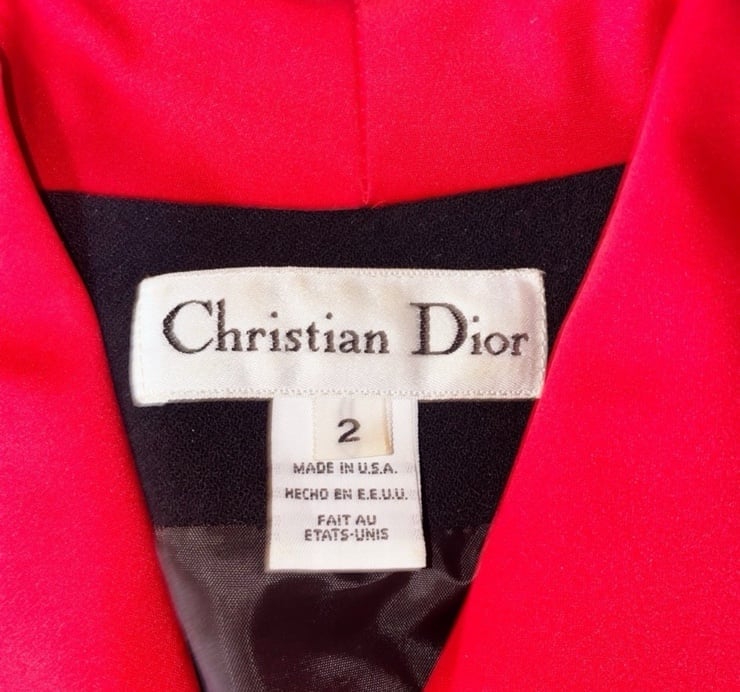 Christian Dior
2
MADE IN U.S.A.
HECHO EN E.E.U.U.
FAIT AU
ETATS-UNIS